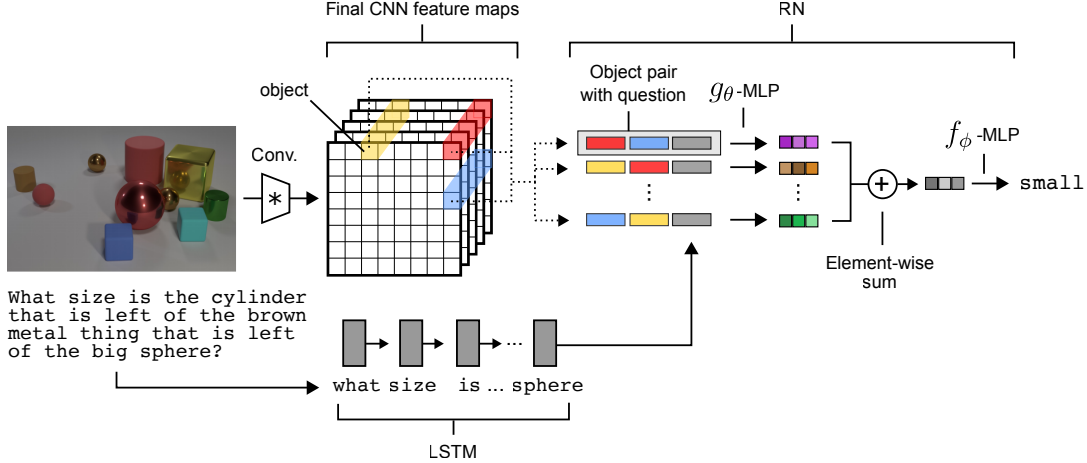 Final CNN feature maps
RN
object
Object pair
with question
g_θ-MLP
f_ϕ-MLP
Conv.
*
...
+
small
Element-wise
sum
What size is the cylinder
that is left of the brown
metal thing that is left
of the big sphere?
...
what size is ... sphere
LSTM